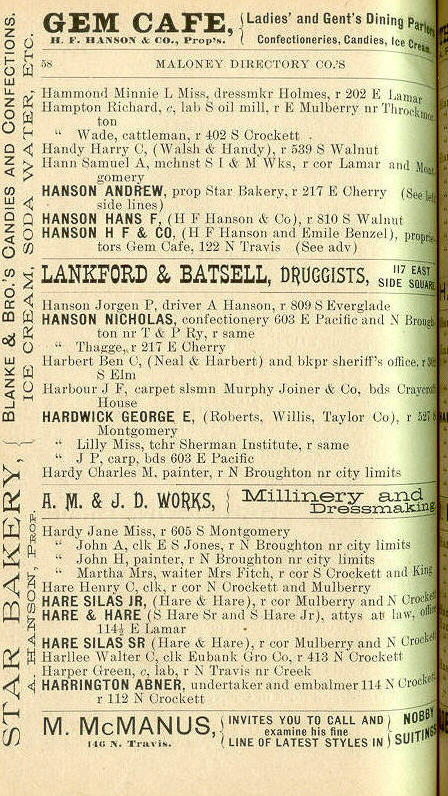 GEM CAFE,
H. F. HANSON & CO., Prop's.
Ladies' and Gent's Dining Parlors
Confectioneries, Candies, Ice Cream.
58 MALONEY DIRECTORY CO.'S
Hammond Minnie L Miss, dressmkr Holmes, r 202 E Lamar
Hampton Richard, c, lab S oil mill, r E Mulberry nr Throckmor
ton
“ Wade, cattleman, r 402 S Crockett
Handy Harry C, (Walsh & Handy), r 539 S Walnut
Hann Samuel A, mchnst S I & M Wks, r cor Lamar and Mont
gomery
HANSON ANDREW, prop Star Bakery, r 217 E Cherry (See
side lines)
HANSON HANS F, (H F Hanson & Co), r 810 S Walnut
HANSON H F & CO, (H F Hanson and Emile Benzel), proprie
tors Gem Cafe, 122 N Travis (See adv)
LANKFORD & BATSELL, DRUGGISTS, 117 EAST
SIDE SQUARE
Hanson Jorgen P, driver A Hanson, r 809 S Everglade
HANSON NICHOLAS, confectionery 603 E Pacific and N Brough
ton nr T & P Ry, r same
“ Thagge, r 217 E Cherry
Harbert Ben C, (Neal & Harbert) and bkpr sheriff's office, r
S Elm
Harbour J F, carpet slsmn Murphy Joiner & Co, bds Craycroft
House
HARDWICK GEORGE E, (Roberts, Willis, Taylor Co), r 527 S
Montgomery
“ Lilly Miss, tchr Sherman Institute, r same
“ J P, carp, bds 603 E Pacific
Hardy Charles M, painter, r N Broughton nr city limits
A. M. & J. D. WORKS, Millinery and
Dressmaking
Hardy Jane Miss, r 605 S Montgomery
“ John A, clk E S Jones, r N Broughton nr city limits
“ John H, painter, r N Broughton nr city limits
“ Martha Mrs, waiter Mrs Fitch, r cor S Crockett and King
Hare Henry C, clk, r cor N Crockett and Mulberry
HARE SILAS JR, (Hare & Hare), r cor Mulberry and N Crockett
HARE & HARE (S Hare Sr and S Hare Jr), attys at law, office
114½ E Lamar
HARE SILAS SR (Hare & Hare), r cor Mulberry and N Crockett
Harllee Walter C, clk Eubank Gro Co, r 413 N Crockett
Harper Green, c, lab, r N Travis nr Creek
HARRINGTON ABNER, undertaker and embalmer 114 N Crockett
r 112 N Crockett
M. McMANUS,
146 N. Travis.
INVITES YOU TO CALL AND
examine his fine
LINE OF LATEST STYLES IN
NOBBY
SUITINGS
STAR BAKERY,
A. HANSON, PROP.
BLANKE & BRO.'S CANDIES AND CONFECTIONS.
ICE CREAM, SODA WATER, ETC.